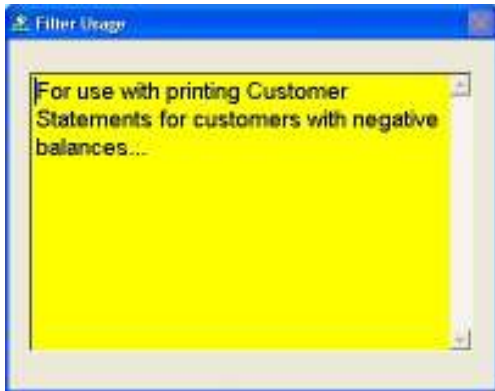 Filter Usage
For use with printing Customer
Statements for customers with negative
balances...